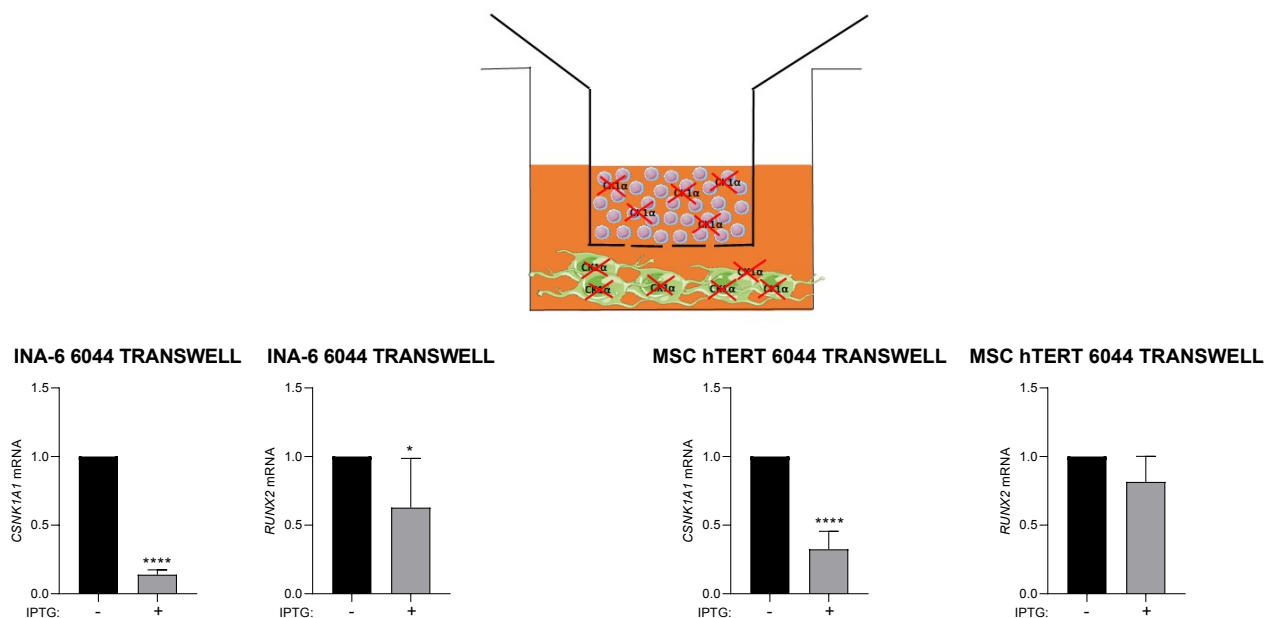 CK1α
CK1α
CK1α
CK1α
CK1α
CK1α
CK1α
CK1α
CK1α
CK1α
CK1α
INA-6 6044 TRANSWELL
CSNK1A1 mRNA
1.5
1.0
0.5
0.0
****
IPTG: - +
INA-6 6044 TRANSWELL
RUNX2 mRNA
1.5
1.0
0.5
0.0
*
IPTG: - +
MSC hTERT 6044 TRANSWELL
CSNK1A1 mRNA
1.5
1.0
0.5
0.0
****
IPTG: - +
MSC hTERT 6044 TRANSWELL
RUNX2 mRNA
1.5
1.0
0.5
0.0
IPTG: - +